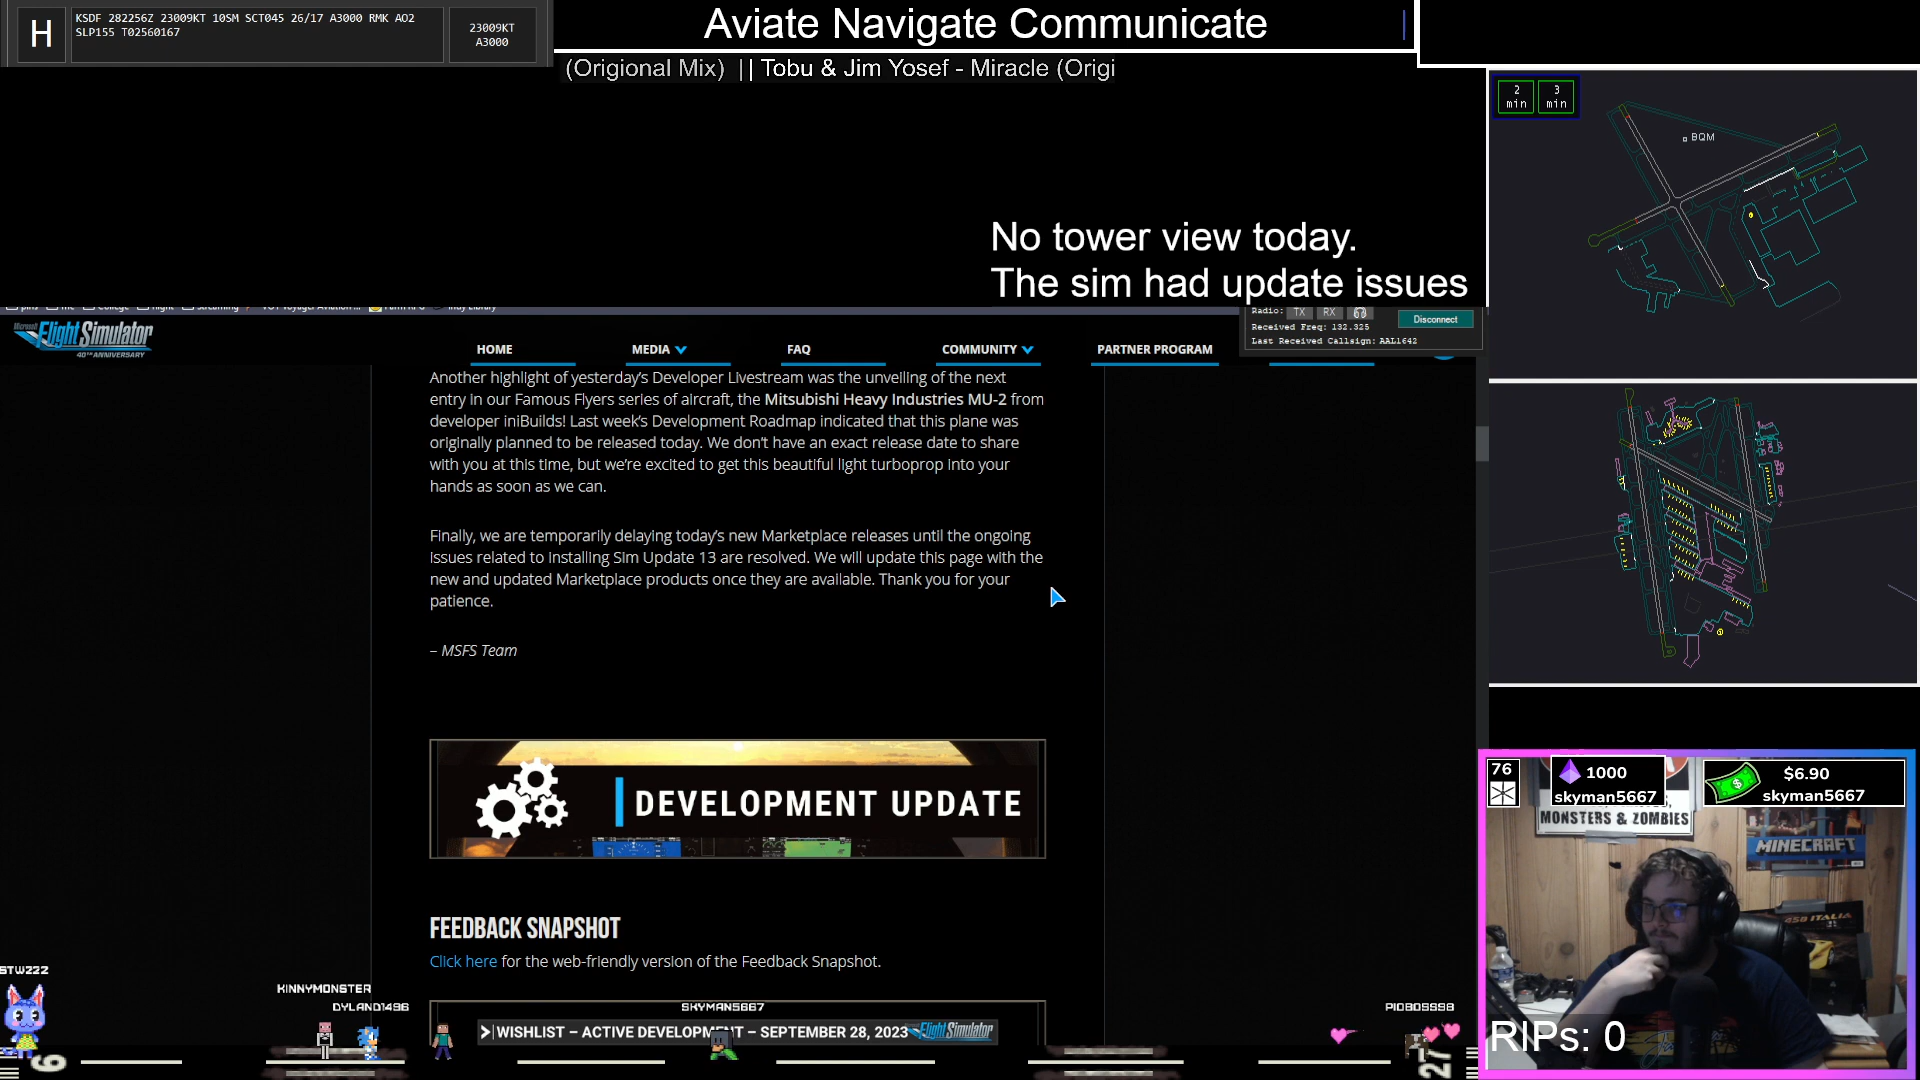 H
KSDF 282256Z 23009KT 10SM SCT045 26/17 A3000 RMK AO2
SLP155 T02560167
23009KT
A3000
Aviate Navigate Communicate
(Origional Mix) || Tobu & Jim Yosef - Miracle (Origi
2
min
3
min
BQM
No tower view today.
The sim had update issues
Radio: TX RX
Disconnect
Received Freq: 132.325
Last Received Callsign: AAL1642
Microsoft
Flight Simulator
40TH ANNIVERSARY
HOME
MEDIA
FAQ
COMMUNITY
PARTNER PROGRAM
Another highlight of yesterday's Developer Livestream was the unveiling of the next
entry in our Famous Flyers series of aircraft, the Mitsubishi Heavy Industries MU-2 from
developer iniBuilds! Last week's Development Roadmap indicated that this plane was
originally planned to be released today. We don't have an exact release date to share
with you at this time, but we're excited to get this beautiful light turboprop into your
hands as soon as we can.
Finally, we are temporarily delaying today's new Marketplace releases until the ongoing
issues related to installing Sim Update 13 are resolved. We will update this page with the
new and updated Marketplace products once they are available. Thank you for your
patience.
– MSFS Team
DEVELOPMENT UPDATE
FEEDBACK SNAPSHOT
Click here for the web-friendly version of the Feedback Snapshot.
WISHLIST – ACTIVE DEVELOPMENT – SEPTEMBER 28, 2023
Flight Simulator
76
1000
skyman5667
$6.90
skyman5667
MONSTERS & ZOMBIES
MINECRAFT
458 ITALIA
RIPs: 0
STW222
KINNYMONSTER
DYLAND1496
SKYMAN5667
PIOBOSS98
9
27